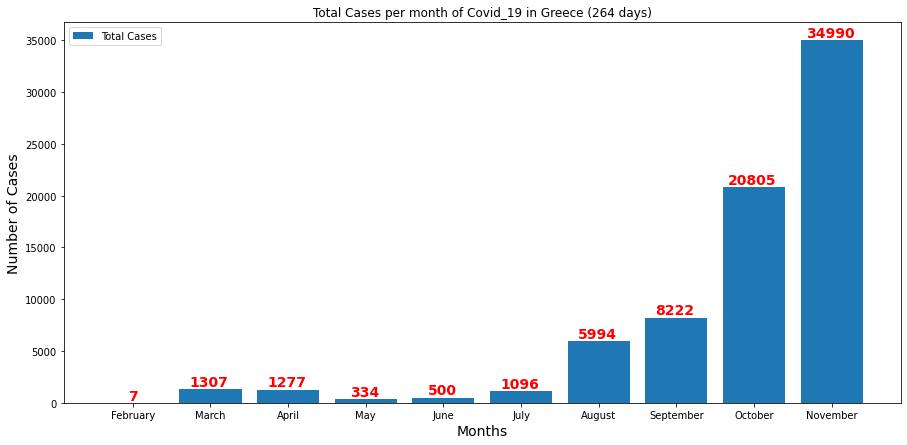 Total Cases per month of Covid_19 in Greece (264 days)
Total Cases
Number of Cases
35000
30000
25000
20000
15000
10000
5000
0
7
1307
1277
334
500
1096
5994
8222
20805
34990
February
March
April
May
June
July
August
September
October
November
Months